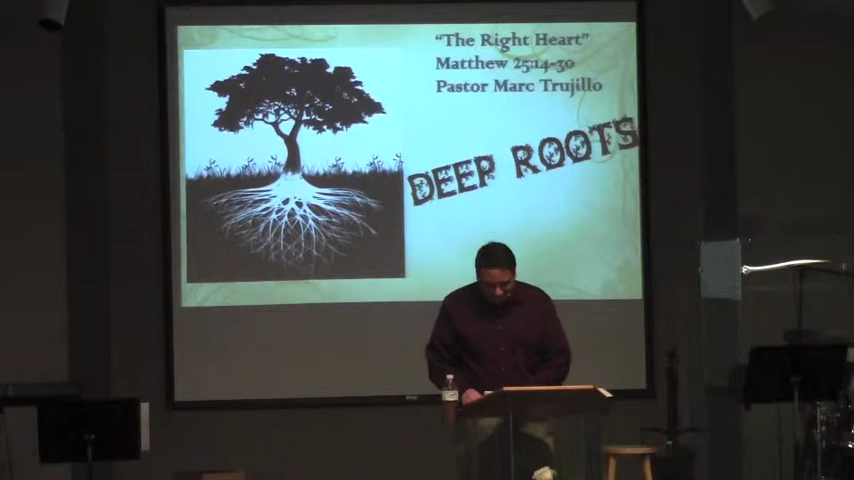 “The Right Heart”
Matthew 25:14-30
Pastor Marc Trujillo
DEEP ROOTS